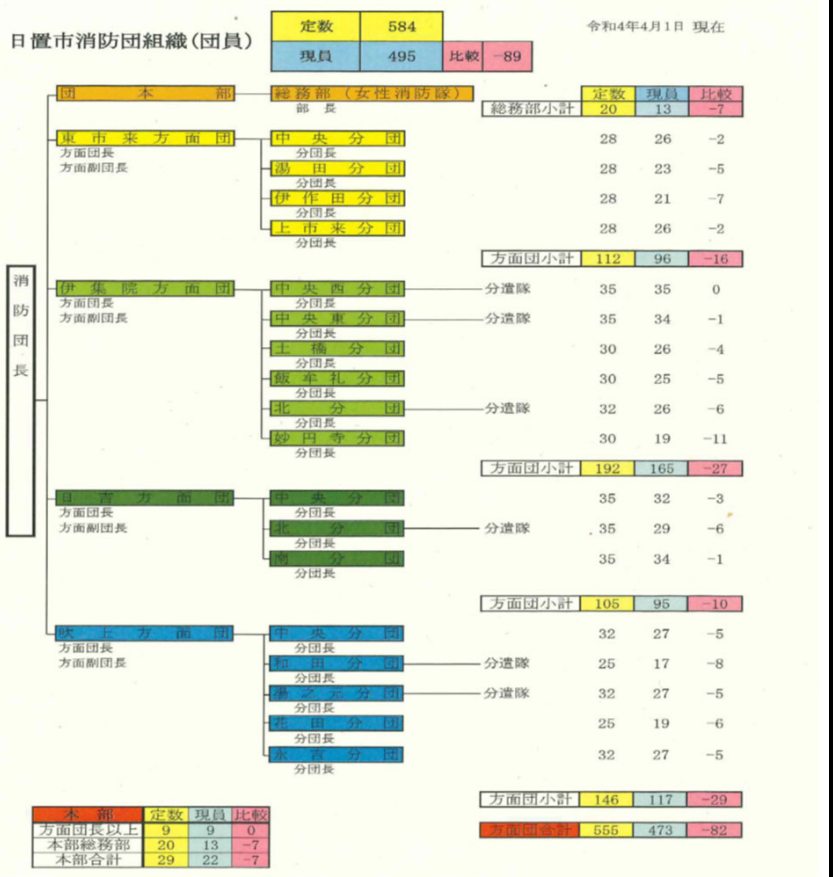 日置市消防団組織(団員)
定数 584
現員 495 比較 -89
令和4年4月1日 現在
団本部 総務部(女性消防隊) 定数 現員 比較
部長 総務部小計 20 13 -7
東市来方面団 中央分団 28 26 -2
方面団長 分団長
方面副団長 湯田分団 28 23 -5
分団長
伊作田分団 28 21 -7
分団長
上市来分団 28 26 -2
分団長
方面団小計 112 96 -16
消防団長
伊集院方面団 中央西分団 分遣隊 35 35 0
方面団長 分団長
方面副団長 中央東分団 分遣隊 35 34 -1
分団長
土橋分団 30 26 -4
分団長
飯牟礼分団 30 25 -5
分団長
北分団 分遣隊 32 26 -6
分団長
妙円寺分団 30 19 -11
分団長
方面団小計 192 165 -27
日吉方面団 中央分団 35 32 -3
方面団長 分団長
方面副団長 北分団 分遣隊 35 29 -6
分団長
南分団 35 34 -1
分団長
方面団小計 105 95 -10
吹上方面団 中央分団 32 27 -5
方面団長 分団長
方面副団長 和田分団 分遣隊 25 17 -8
分団長
湯之元分団 分遣隊 32 27 -5
分団長
花田分団 25 19 -6
分団長
永吉分団 32 27 -5
分団長
方面団小計 146 117 -29
方面団合計 555 473 -82
本部 定数 現員 比較
方面団長以上 9 9 0
本部総務部 20 13 -7
本部合計 29 22 -7